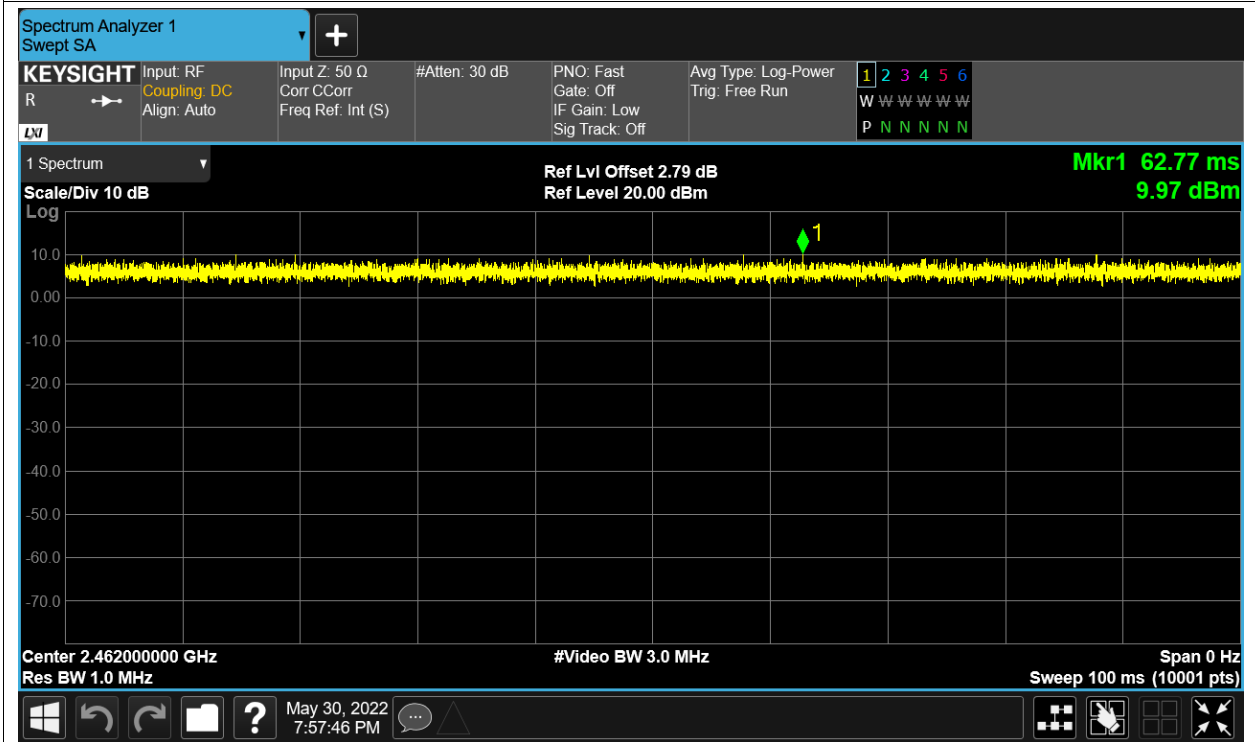 Spectrum Analyzer 1
Swept SA
+
KEYSIGHT
R
LXI
Input: RF
Coupling: DC
Align: Auto
Input Z: 50 Ω
Corr CCorr
Freq Ref: Int (S)
#Atten: 30 dB
PNO: Fast
Gate: Off
IF Gain: Low
Sig Track: Off
Avg Type: Log-Power
Trig: Free Run
1 2 3 4 5 6
W W W W W W
P N N N N N
1 Spectrum
Scale/Div 10 dB
Ref Lvl Offset 2.79 dB
Ref Level 20.00 dBm
Mkr1 62.77 ms
9.97 dBm
Log
1
10.0
0.00
-10.0
-20.0
-30.0
-40.0
-50.0
-60.0
-70.0
Center 2.462000000 GHz
#Video BW 3.0 MHz
Span 0 Hz
Res BW 1.0 MHz
Sweep 100 ms (10001 pts)
?
May 30, 2022
7:57:46 PM